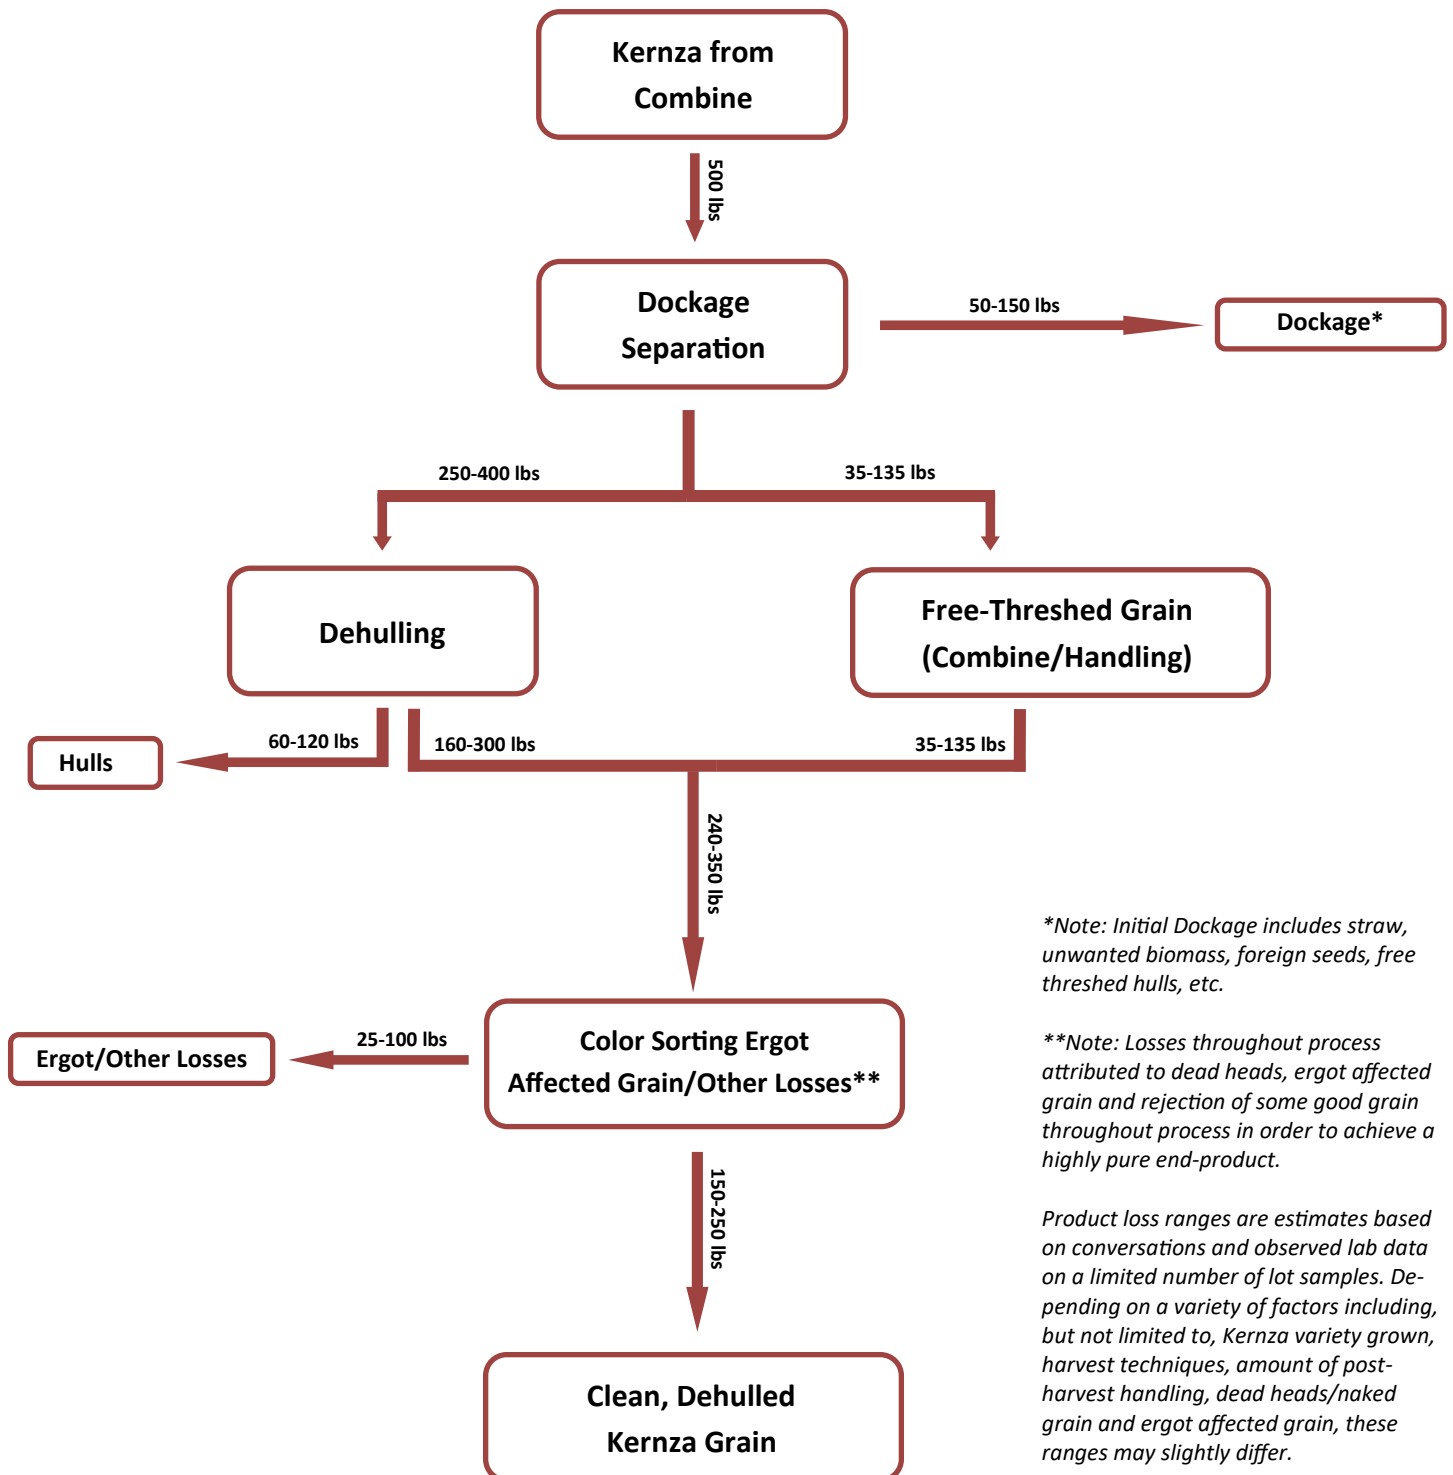 Kernza from
Combine
500 lbs
Dockage
Separation
50-150 lbs
Dockage*
250-400 lbs
35-135 lbs
Dehulling
Free-Threshed Grain
(Combine/Handling)
Hulls
60-120 lbs
160-300 lbs
35-135 lbs
240-350 lbs
Ergot/Other Losses
25-100 lbs
Color Sorting Ergot
Affected Grain/Other Losses**
150-250 lbs
Clean, Dehulled
Kernza Grain
*Note: Initial Dockage includes straw,
unwanted biomass, foreign seeds, free
threshed hulls, etc.
**Note: Losses throughout process
attributed to dead heads, ergot affected
grain and rejection of some good grain
throughout process in order to achieve a
highly pure end-product.
Product loss ranges are estimates based
on conversations and observed lab data
on a limited number of lot samples. De-
pending on a variety of factors including,
but not limited to, Kernza variety grown,
harvest techniques, amount of post-
harvest handling, dead heads/naked
grain and ergot affected grain, these
ranges may slightly differ.